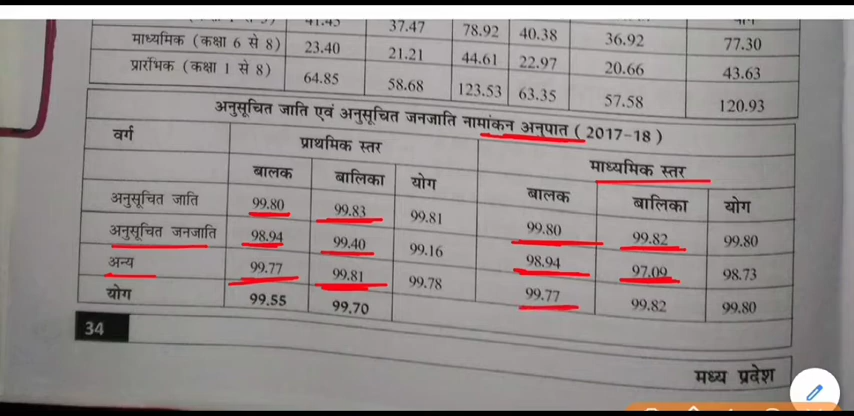 41.45 37.47 78.92 40.38 36.92 77.30
माध्यमिक (कक्षा 6 से 8) 23.40 21.21 44.61 22.97 20.66 43.63
प्रारंभिक (कक्षा 1 से 8) 64.85 58.68 123.53 63.35 57.58 120.93
अनुसूचित जाति एवं अनुसूचित जनजाति नामांकन अनुपात (2017-18)
वर्ग प्राथमिक स्तर माध्यमिक स्तर
बालक बालिका योग बालक बालिका योग
अनुसूचित जाति 99.80 99.83 99.81 99.80 99.82 99.80
अनुसूचित जनजाति 98.94 99.40 99.16 98.94 97.09 98.73
अन्य 99.77 99.81 99.78 99.77 99.82 99.80
योग 99.55 99.70
34
मध्य प्रदेश